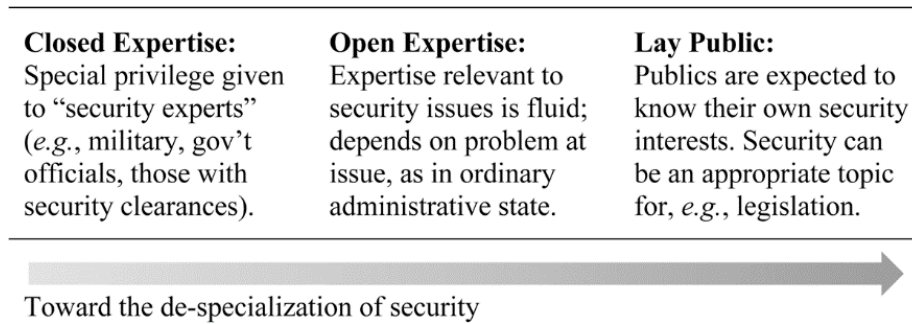 Closed Expertise:
Special privilege given
to “security experts”
(e.g., military, gov’t
officials, those with
security clearances).
Open Expertise:
Expertise relevant to
security issues is fluid;
depends on problem at
issue, as in ordinary
administrative state.
Lay Public:
Publics are expected to
know their own security
interests. Security can
be an appropriate topic
for, e.g., legislation.
Toward the de-specialization of security